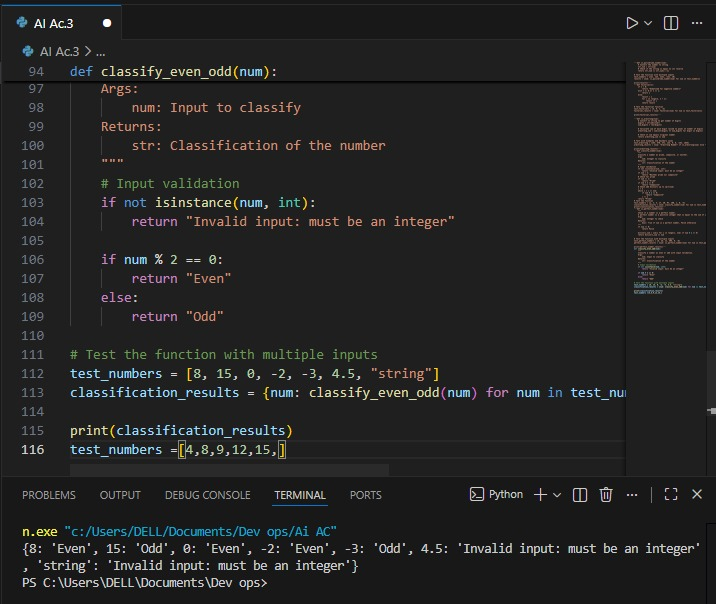 AI Ac.3
AI Ac.3 > ...
94 def classify_even_odd(num):
97 Args:
98 num: Input to classify
99 Returns:
100 str: Classification of the number
101 """
102 # Input validation
103 if not isinstance(num, int):
104 return "Invalid input: must be an integer"
105
106 if num % 2 == 0:
107 return "Even"
108 else:
109 return "Odd"
110
111 # Test the function with multiple inputs
112 test_numbers = [8, 15, 0, -2, -3, 4.5, "string"]
113 classification_results = {num: classify_even_odd(num) for num in test_nu
114
115 print(classification_results)
116 test_numbers =[4,8,9,12,15,]
PROBLEMS OUTPUT DEBUG CONSOLE TERMINAL PORTS Python
n.exe "c:/Users/DELL/Documents/Dev ops/Ai AC"
{8: 'Even', 15: 'Odd', 0: 'Even', -2: 'Even', -3: 'Odd', 4.5: 'Invalid input: must be an integer'
, 'string': 'Invalid input: must be an integer'}
PS C:\Users\DELL\Documents\Dev ops>